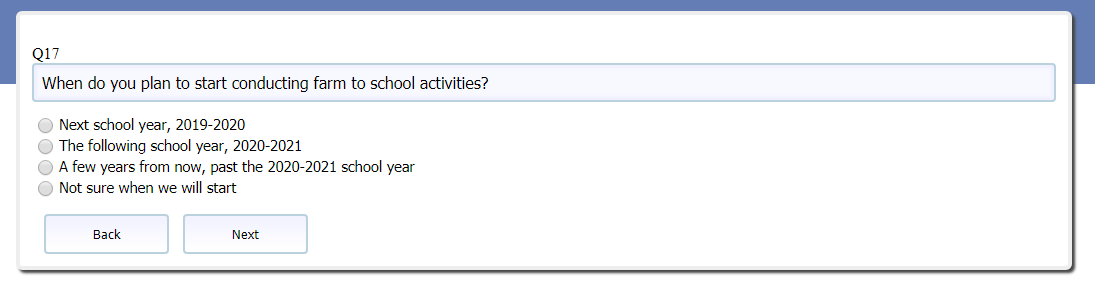 Q17
When do you plan to start conducting farm to school activities?
Next school year, 2019-2020
The following school year, 2020-2021
A few years from now, past the 2020-2021 school year
Not sure when we will start
Back Next